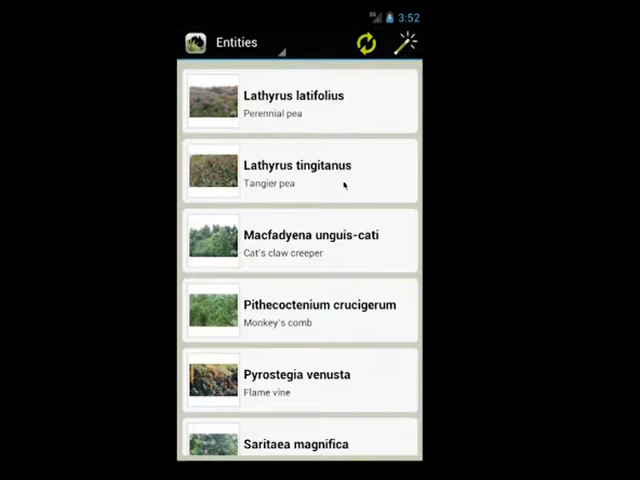 3G 3:52
Entities
Lathyrus latifolius
Perennial pea
Lathyrus tingitanus
Tangier pea
Macfadyena unguis-cati
Cat's claw creeper
Pithecoctenium crucigerum
Monkey's comb
Pyrostegia venusta
Flame vine
Saritaea magnifica